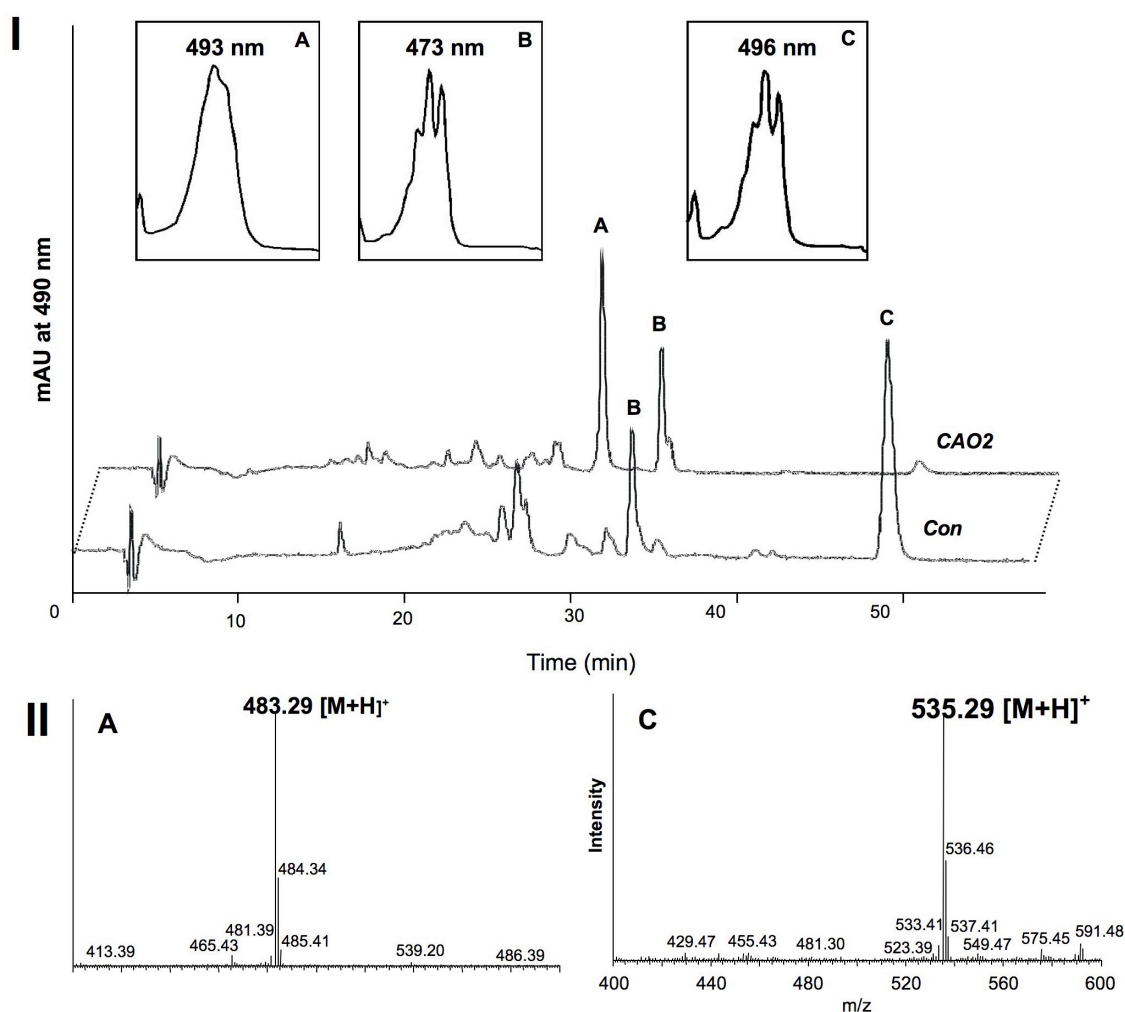 I
493 nm
A
473 nm
B
496 nm
C
mAU at 490 nm
A
B
B
C
CAO2
Con
0
10
20
30
40
50
Time (min)
II
A
483.29 [M+H]+
484.34
481.39
465.43
485.41
413.39
539.20
486.39
C
535.29 [M+H]+
Intensity
536.46
533.41
537.41
591.48
429.47
455.43
481.30
523.39
549.47
575.45
400
440
480
520
560
600
m/z